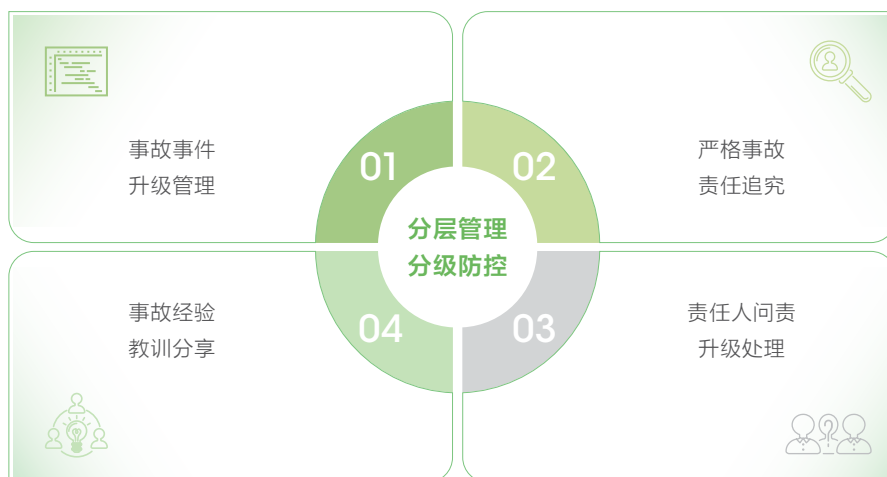 事故事件
升级管理
01
02
严格事故
责任追究
分层管理
分级防控
事故经验
教训分享
04
03
责任人问责
升级处理